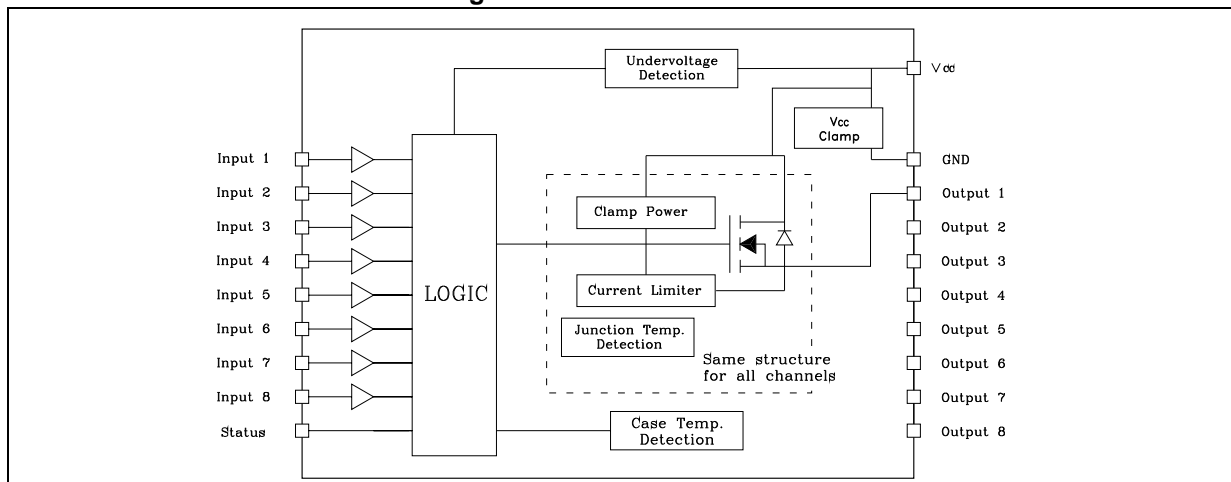 Undervoltage
Detection
Vcc
Vcc
Clamp
Input 1
GND
Input 2
Output 1
Input 3
Clamp Power
Output 2
Input 4
Output 3
Input 5
LOGIC
Current Limiter
Output 4
Input 6
Junction Temp.
Detection
Output 5
Input 7
Same structure
for all channels
Output 6
Input 8
Output 7
Status
Case Temp.
Detection
Output 8